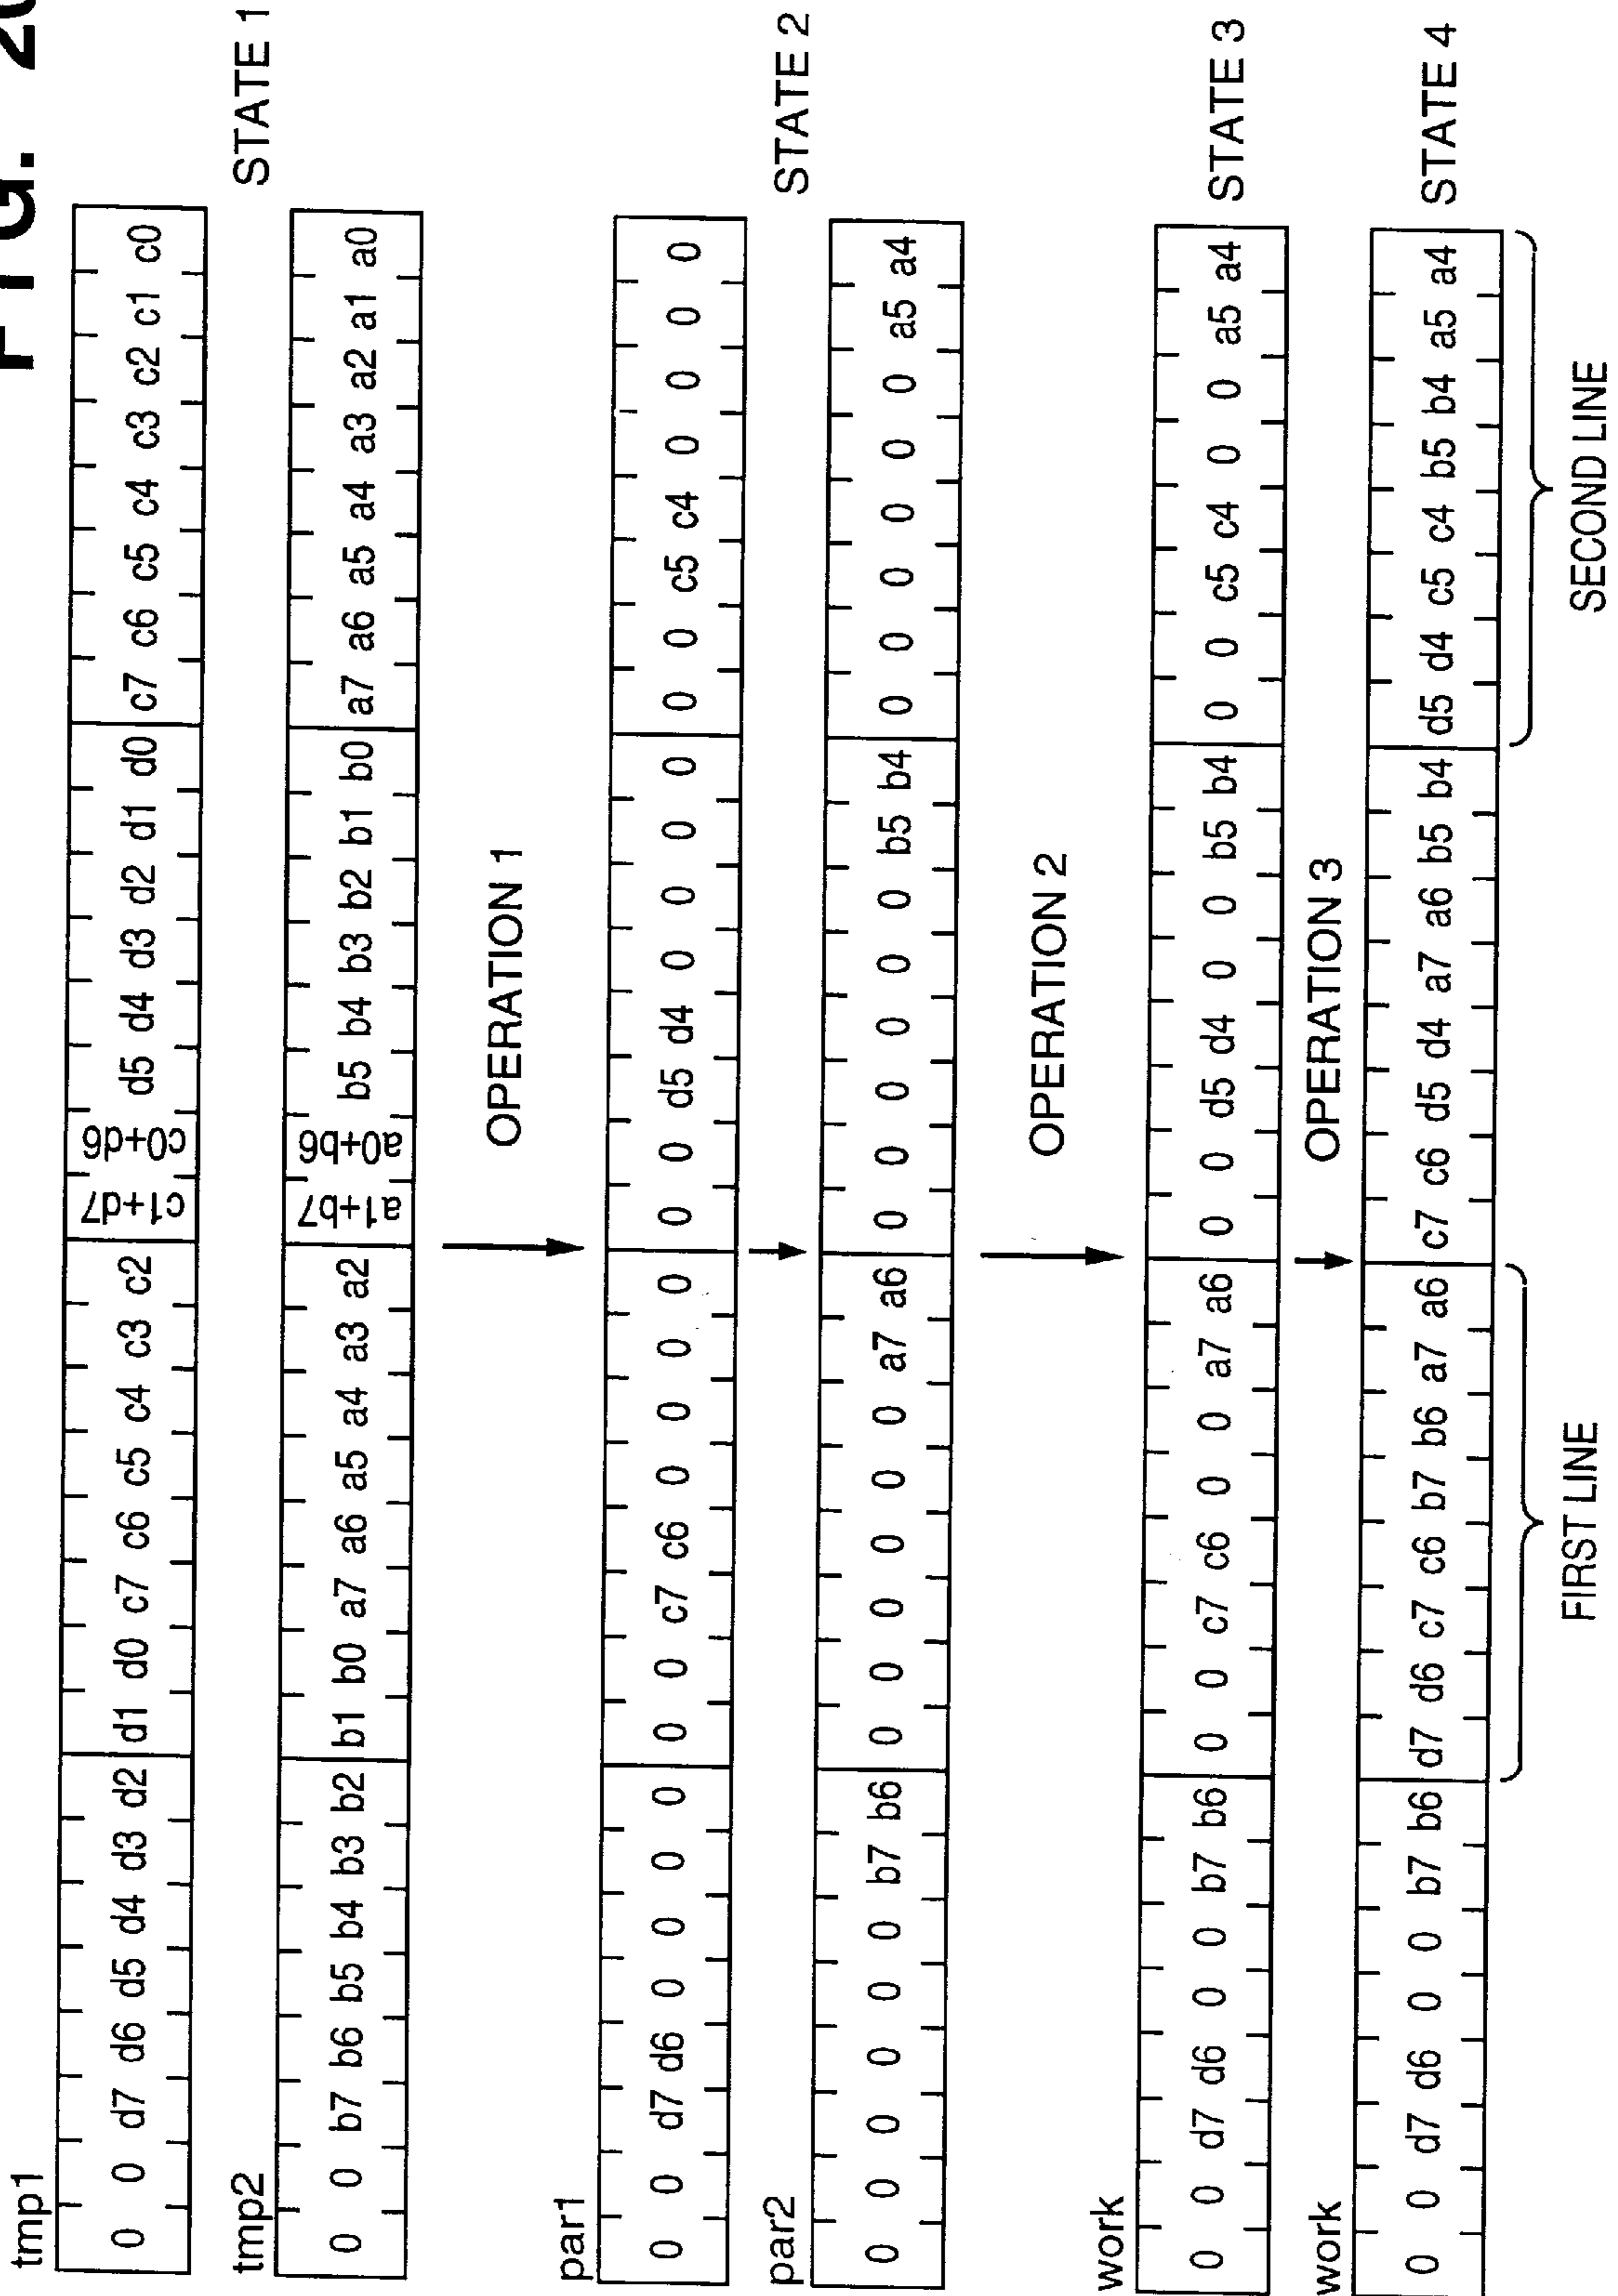 FIG.
tmp1
0 0 d7 d6 d5 d4 d3 d2 d1 d0 c7 c6 c5 c4 c3 c2 c1+d7 c0+d6 d5 d4 d3 d2 d1 d0 c7 c6 c5 c4 c3 c2 c1 c0
STATE 1
tmp2
0 0 b7 b6 b5 b4 b3 b2 b1 b0 a7 a6 a5 a4 a3 a2 a1+b7 a0+b6 b5 b4 b3 b2 b1 b0 a7 a6 a5 a4 a3 a2 a1 a0
OPERATION 1
par1
0 0 d7 d6 0 0 0 0 0 0 c7 c6 0 0 0 0 0 0 d5 d4 0 0 0 0 0 0 c5 c4 0 0 0 0
STATE 2
par2
0 0 0 0 0 0 b7 b6 0 0 0 0 0 0 a7 a6 0 0 0 0 0 0 b5 b4 0 0 0 0 0 0 a5 a4
OPERATION 2
work
0 0 d7 d6 0 0 b7 b6 0 0 c7 c6 0 0 a7 a6 0 0 d5 d4 0 0 b5 b4 0 0 c5 c4 0 0 a5 a4
STATE 3
OPERATION 3
work
0 0 d7 d6 0 0 b7 b6 d7 d6 c7 c6 b7 b6 a7 a6 c7 c6 d5 d4 a7 a6 b5 b4 d5 d4 c5 c4 b5 b4 a5 a4
STATE 4
FIRST LINE
SECOND LINE